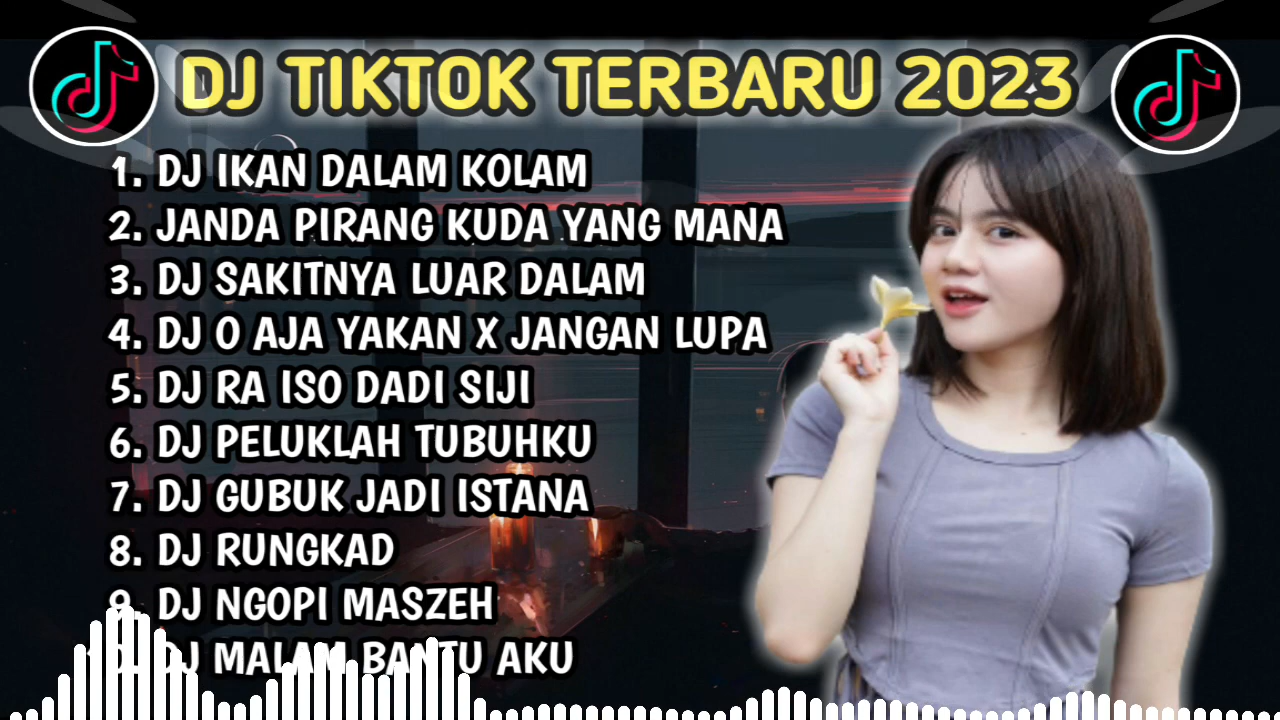 DJ TIKTOK TERBARU 2023
1. DJ IKAN DALAM KOLAM
2. JANDA PIRANG KUDA YANG MANA
3. DJ SAKITNYA LUAR DALAM
4. DJ O AJA YAKAN X JANGAN LUPA
5. DJ RA ISO DADI SIJI
6. DJ PELUKLAH TUBUHKU
7. DJ GUBUK JADI ISTANA
8. DJ RUNGKAD
9. DJ NGOPI MASZEH
10. DJ MALAM BANTU AKU